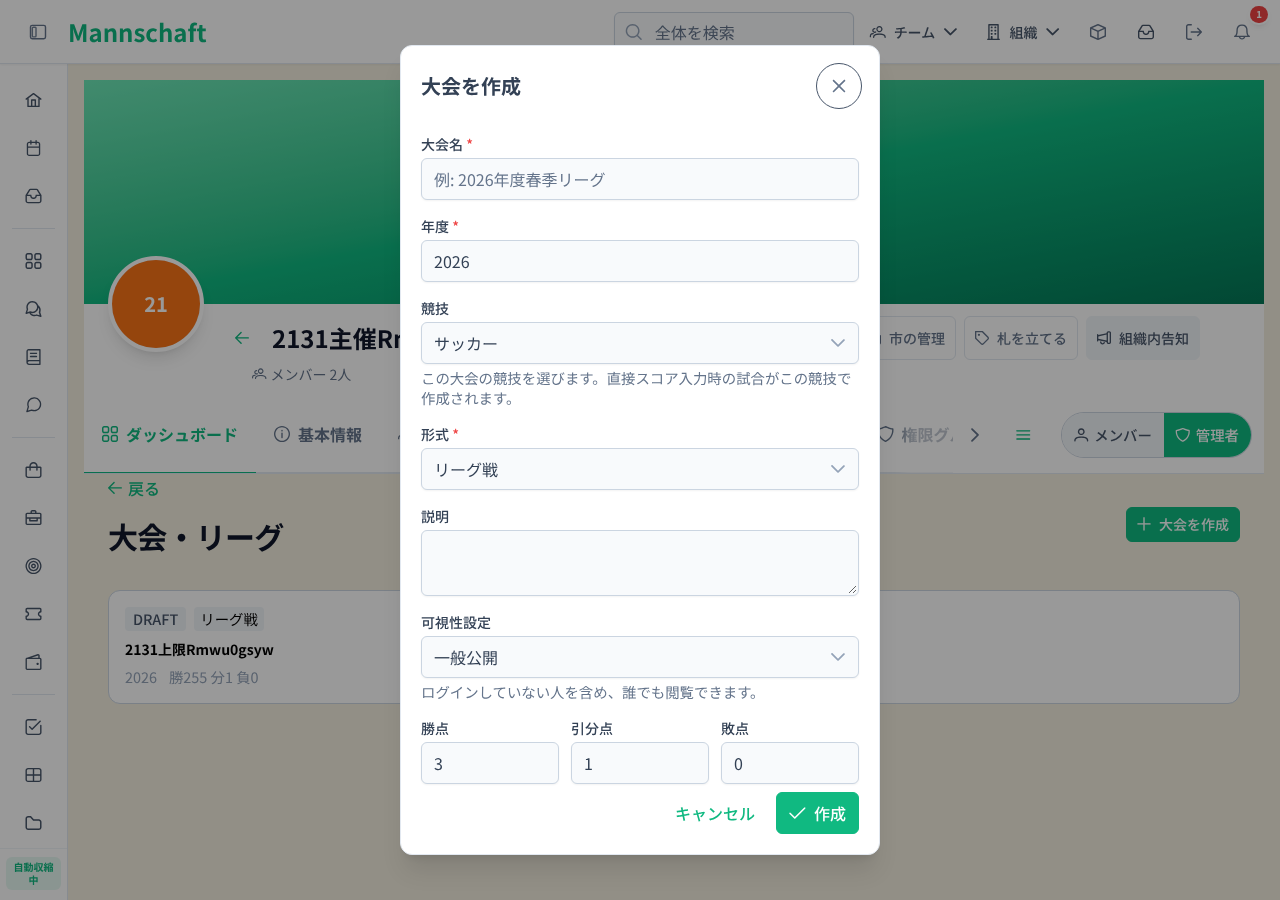 Mannschaft
全体を検索
チーム
組織
1
大会を作成
大会名 *
例: 2026年度春季リーグ
年度 *
2026
競技
サッカー
この大会の競技を選びます。直接スコア入力時の試合がこの競技で
作成されます。
形式 *
リーグ戦
説明
可視性設定
一般公開
ログインしていない人を含め、誰でも閲覧できます。
勝点
引分点
敗点
3
1
0
キャンセル
作成
21
2131主催Rm
メンバー 2人
市の管理
札を立てる
組織内告知
ダッシュボード
基本情報
権限グ
メンバー
管理者
戻る
大会・リーグ
大会を作成
DRAFT
リーグ戦
2131上限Rmwu0gsyw
2026 勝255 分1 負0
自動収縮
中